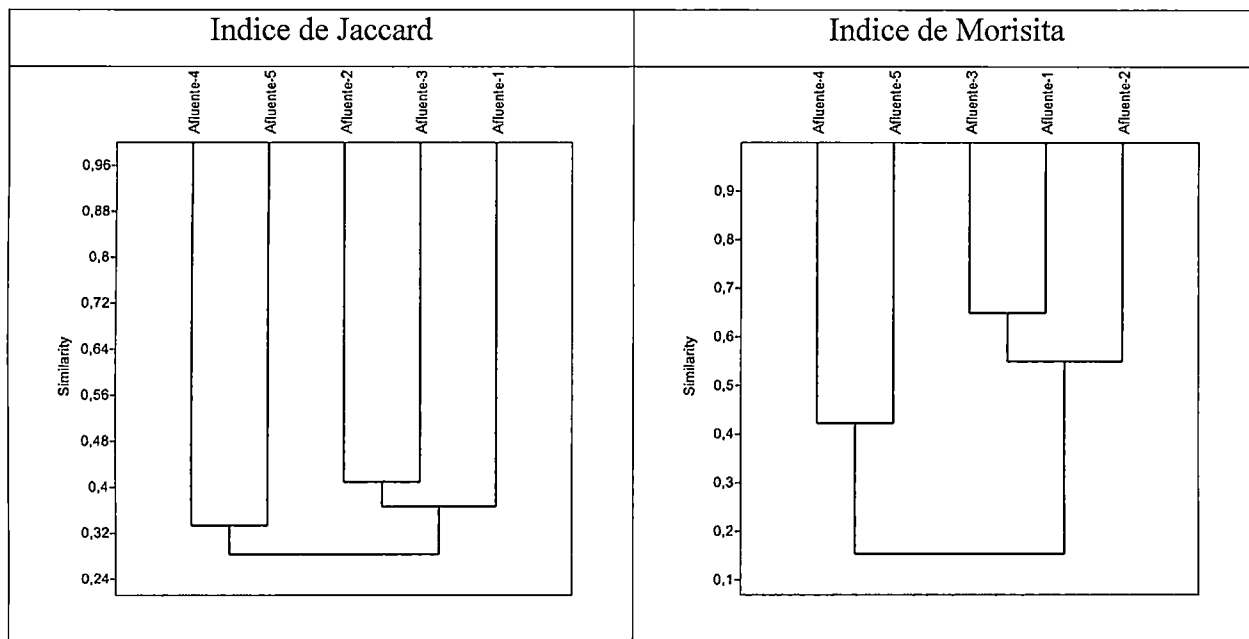 Indice de Jaccard
Afluente-4
Afluente-5
Afluente-2
Afluente-3
Afluente-1
0,96
0,88
0,8
0,72
0,64
0,56
0,48
0,4
0,32
0,24
Similarity
Indice de Morisita
Afluente-4
Afluente-5
Afluente-3
Afluente-1
Afluente-2
0,9
0,8
0,7
0,6
0,5
0,4
0,3
0,2
0,1
Similarity